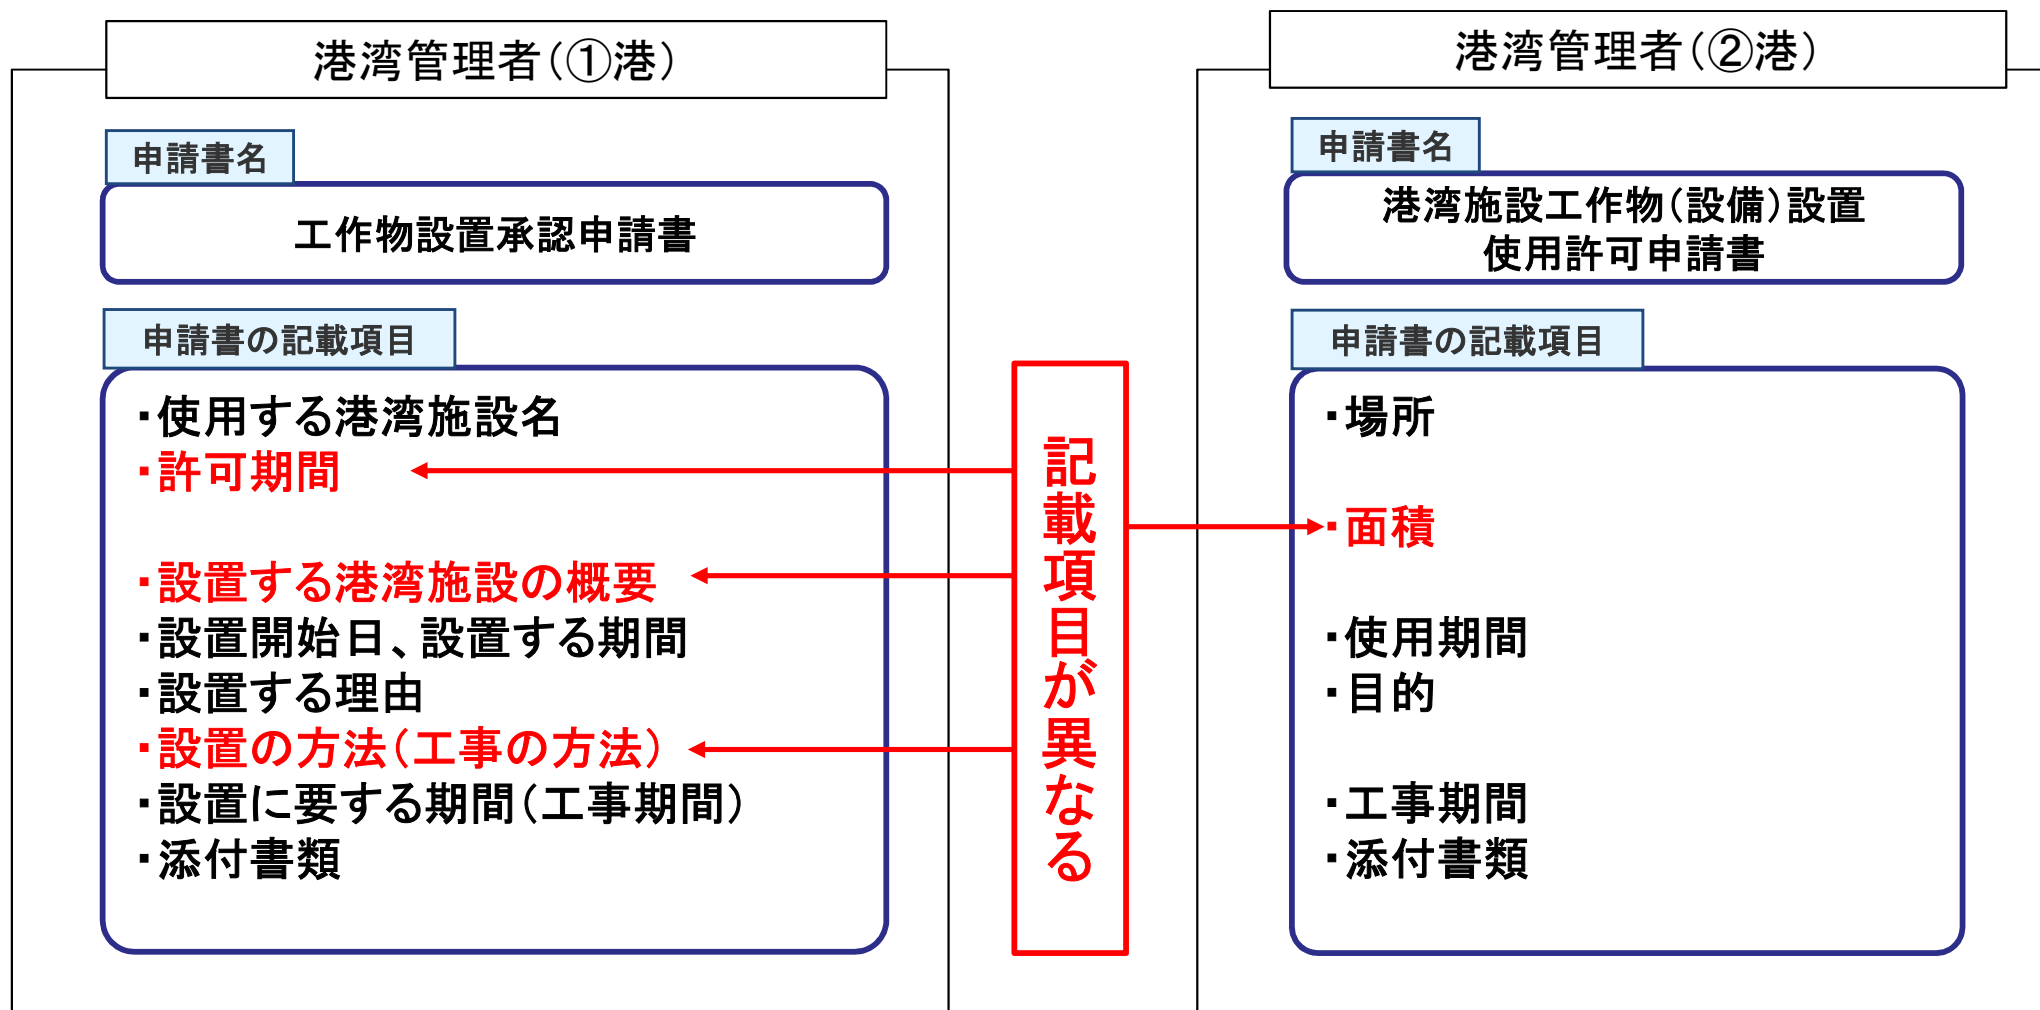 港湾管理者(①港)
申請書名
工作物設置承認申請書
申請書の記載項目
・使用する港湾施設名
・許可期間
・設置する港湾施設の概要
・設置開始日、設置する期間
・設置する理由
・設置の方法(工事の方法)
・設置に要する期間(工事期間)
・添付書類
記載項目が異なる
港湾管理者(②港)
申請書名
港湾施設工作物(設備)設置
使用許可申請書
申請書の記載項目
・場所
・面積
・使用期間
・目的
・工事期間
・添付書類